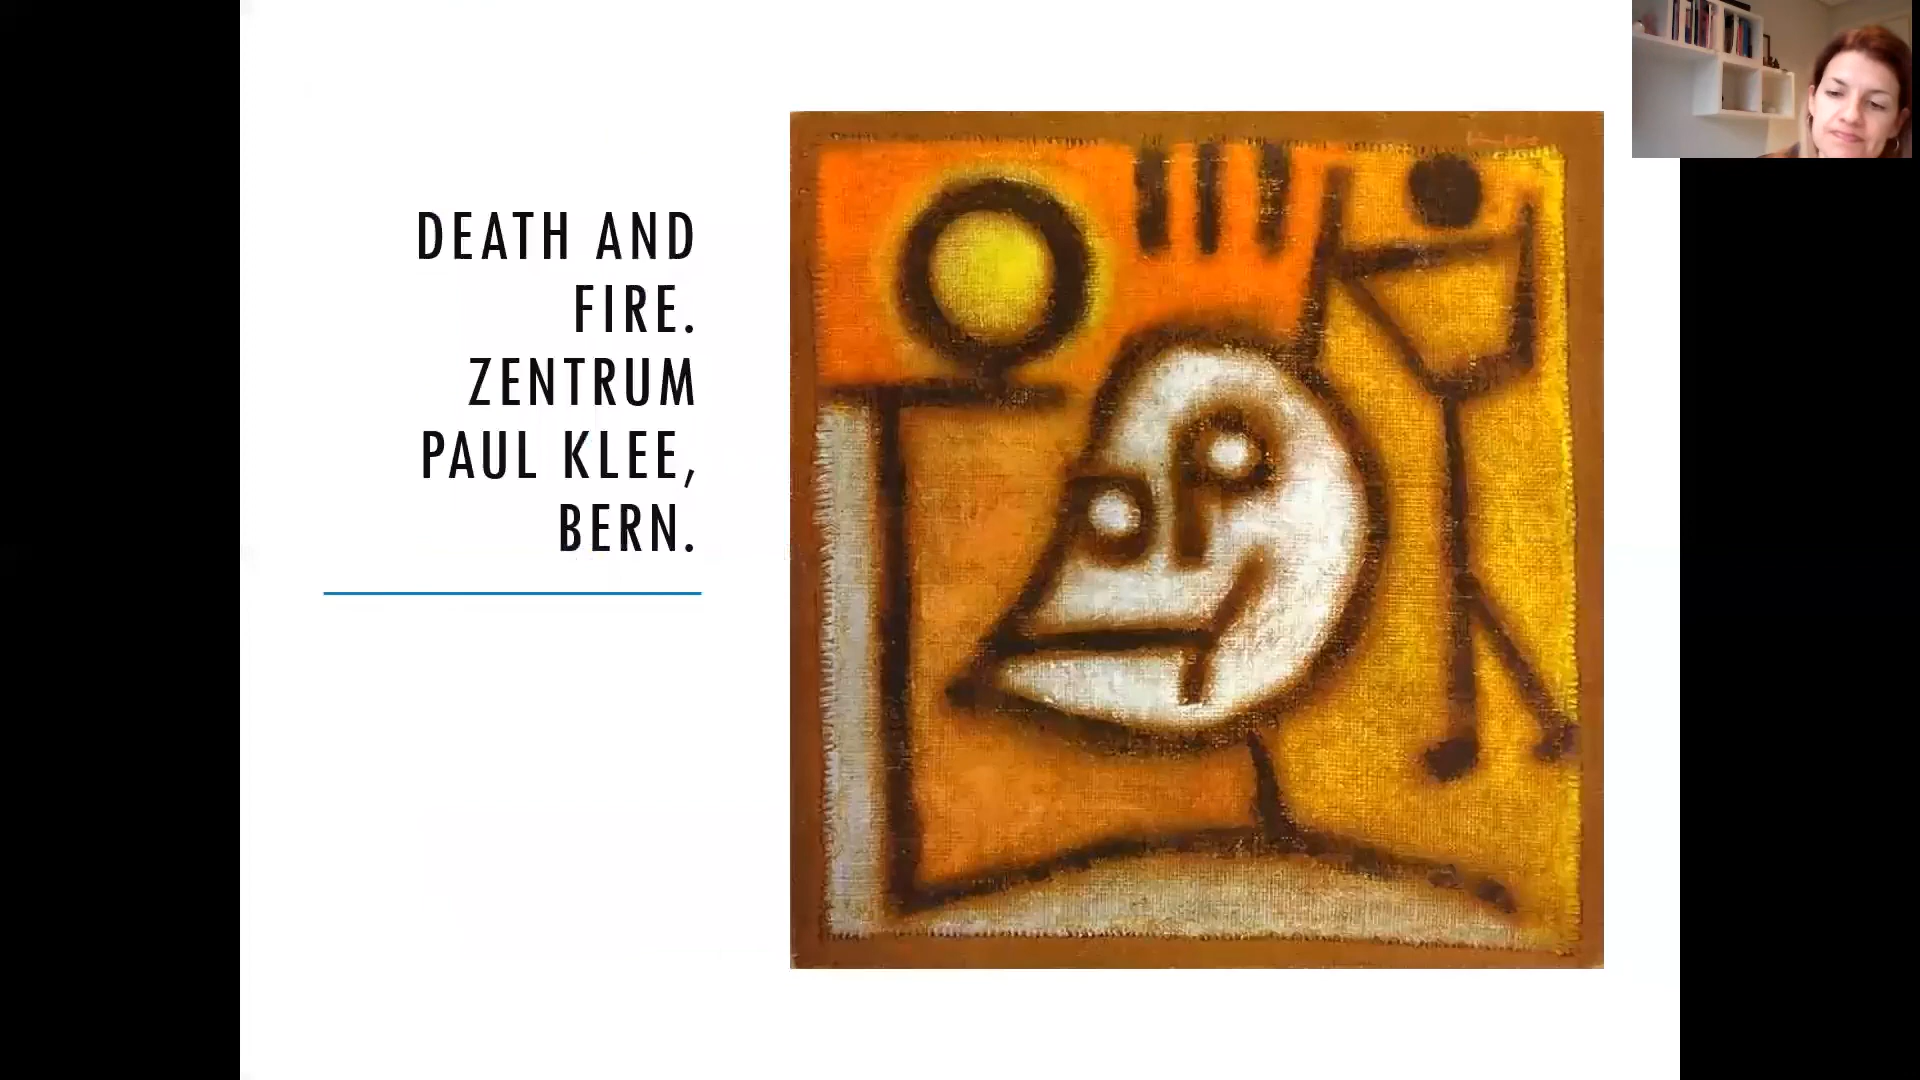 DEATH AND
FIRE.
ZENTRUM
PAUL KLEE,
BERN.